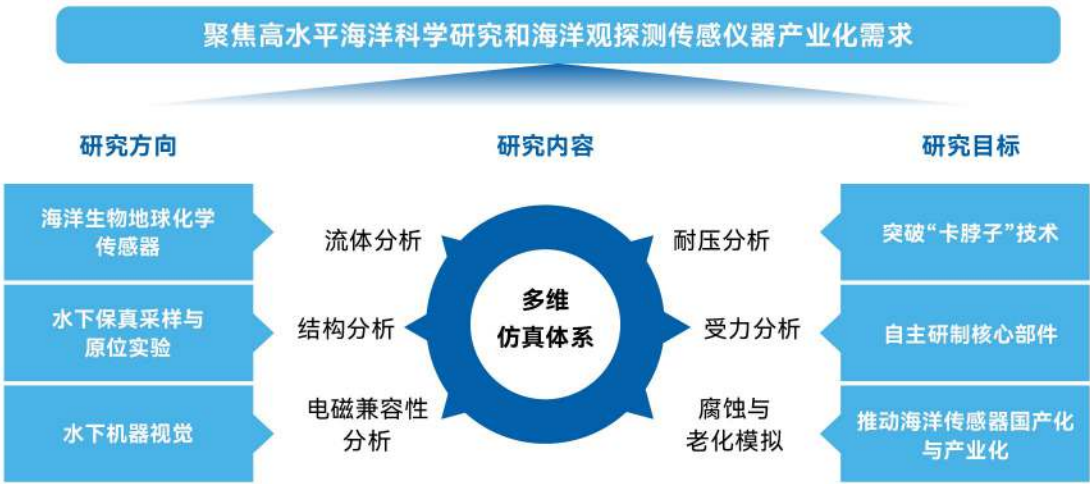 聚焦高水平海洋科学研究和海洋观探测传感仪器产业化需求
研究方向
研究内容
研究目标
海洋生物地球化学
传感器
水下保真采样与
原位实验
水下机器视觉
流体分析
结构分析
电磁兼容性
分析
多维
仿真体系
耐压分析
受力分析
腐蚀与
老化模拟
突破“卡脖子”技术
自主研制核心部件
推动海洋传感器国产化
与产业化